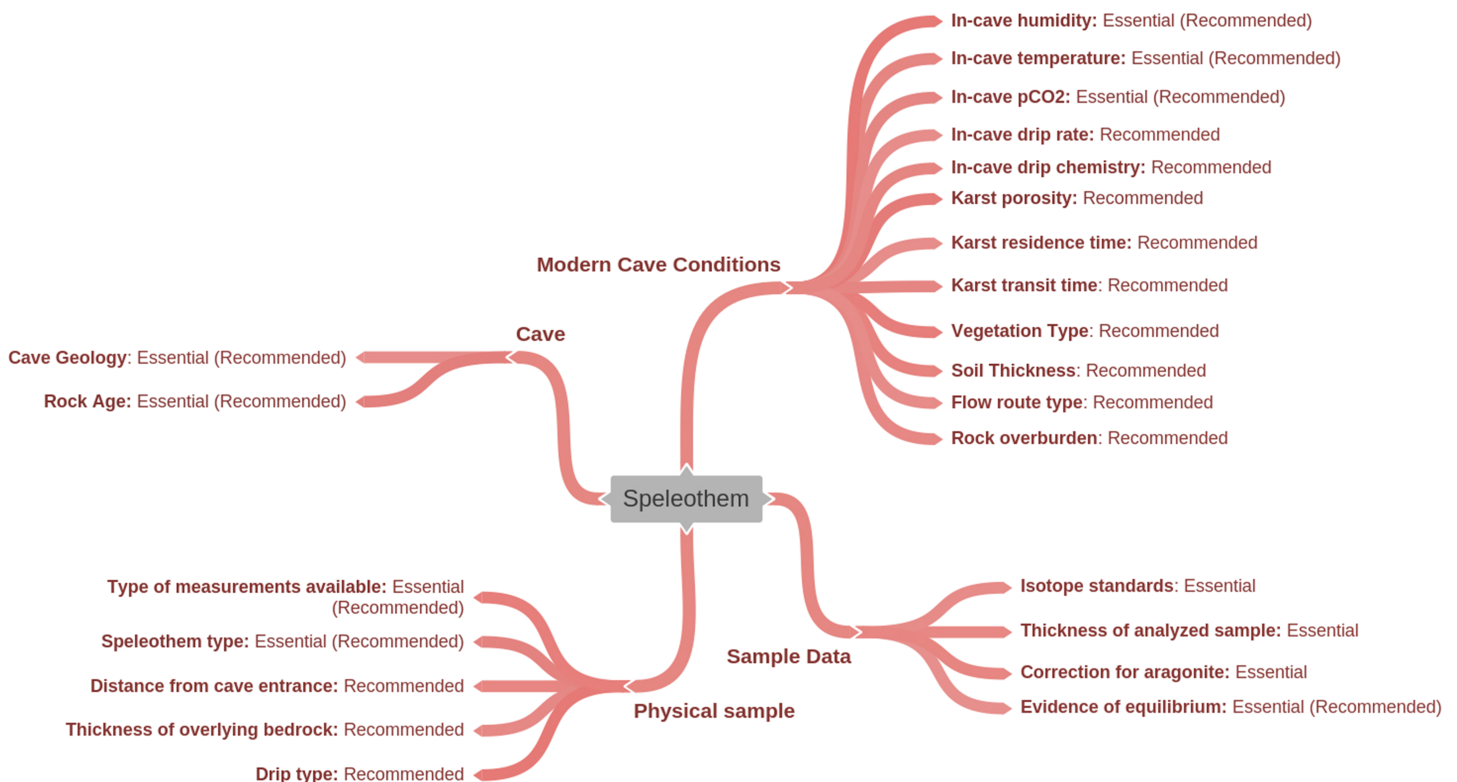 In-cave humidity: Essential (Recommended)
In-cave temperature: Essential (Recommended)
In-cave pCO2: Essential (Recommended)
In-cave drip rate: Recommended
In-cave drip chemistry: Recommended
Karst porosity: Recommended
Karst residence time: Recommended
Modern Cave Conditions
Karst transit time: Recommended
Vegetation Type: Recommended
Soil Thickness: Recommended
Flow route type: Recommended
Rock overburden: Recommended
Cave
Cave Geology: Essential (Recommended)
Rock Age: Essential (Recommended)
Speleothem
Type of measurements available: Essential
(Recommended)
Speleothem type: Essential (Recommended)
Distance from cave entrance: Recommended
Thickness of overlying bedrock: Recommended
Drip type: Recommended
Physical sample
Sample Data
Isotope standards: Essential
Thickness of analyzed sample: Essential
Correction for aragonite: Essential
Evidence of equilibrium: Essential (Recommended)